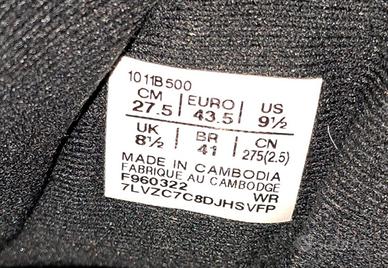 1011B500
CM EURO US
27.5 43.5 9½
UK BR CN
8½ 41 275(2.5)
MADE IN CAMBODIA
FABRIQUE AU CAMBODGE
F960322 WR
7LVZC7C8DJHSVFP
subito